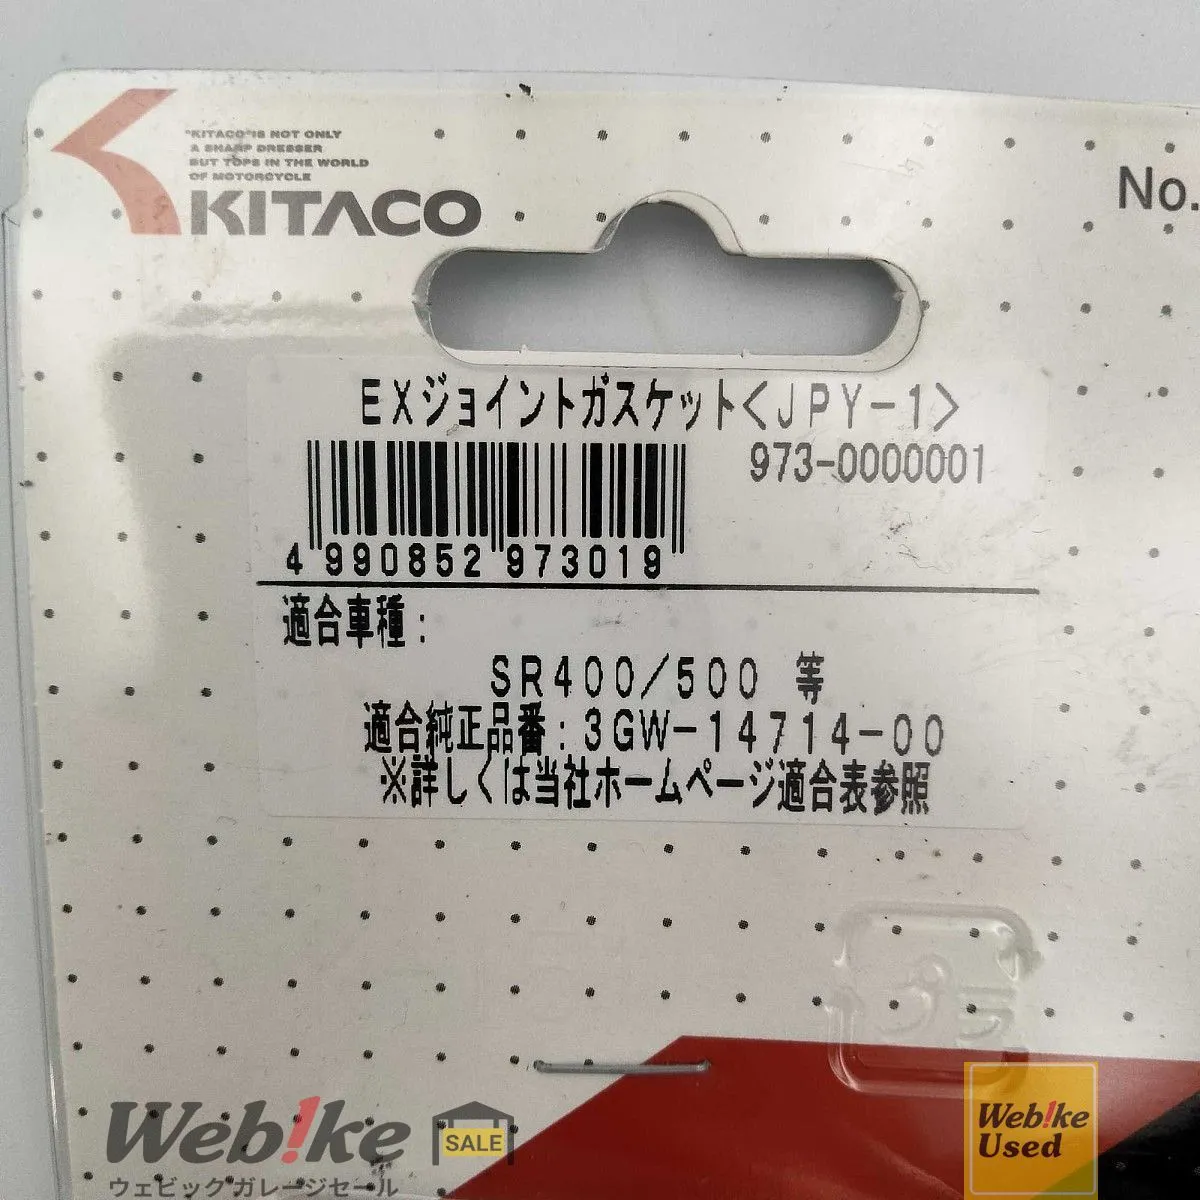 "KITACO"IS NOT ONLY
A SHARP DRESSER
BUT TOPS IN THE WORLD
OF MOTORCYCLE
KITACO
No.
EXジョイントガスケット<JPY-1>
973-0000001
4 990852 973019
適合車種:
SR400/500 等
適合純正品番:3GW-14714-00
※詳しくは当社ホームページ適合表参照
Web!ke
SALE
ウェビックガレージセール
Web!ke
Used